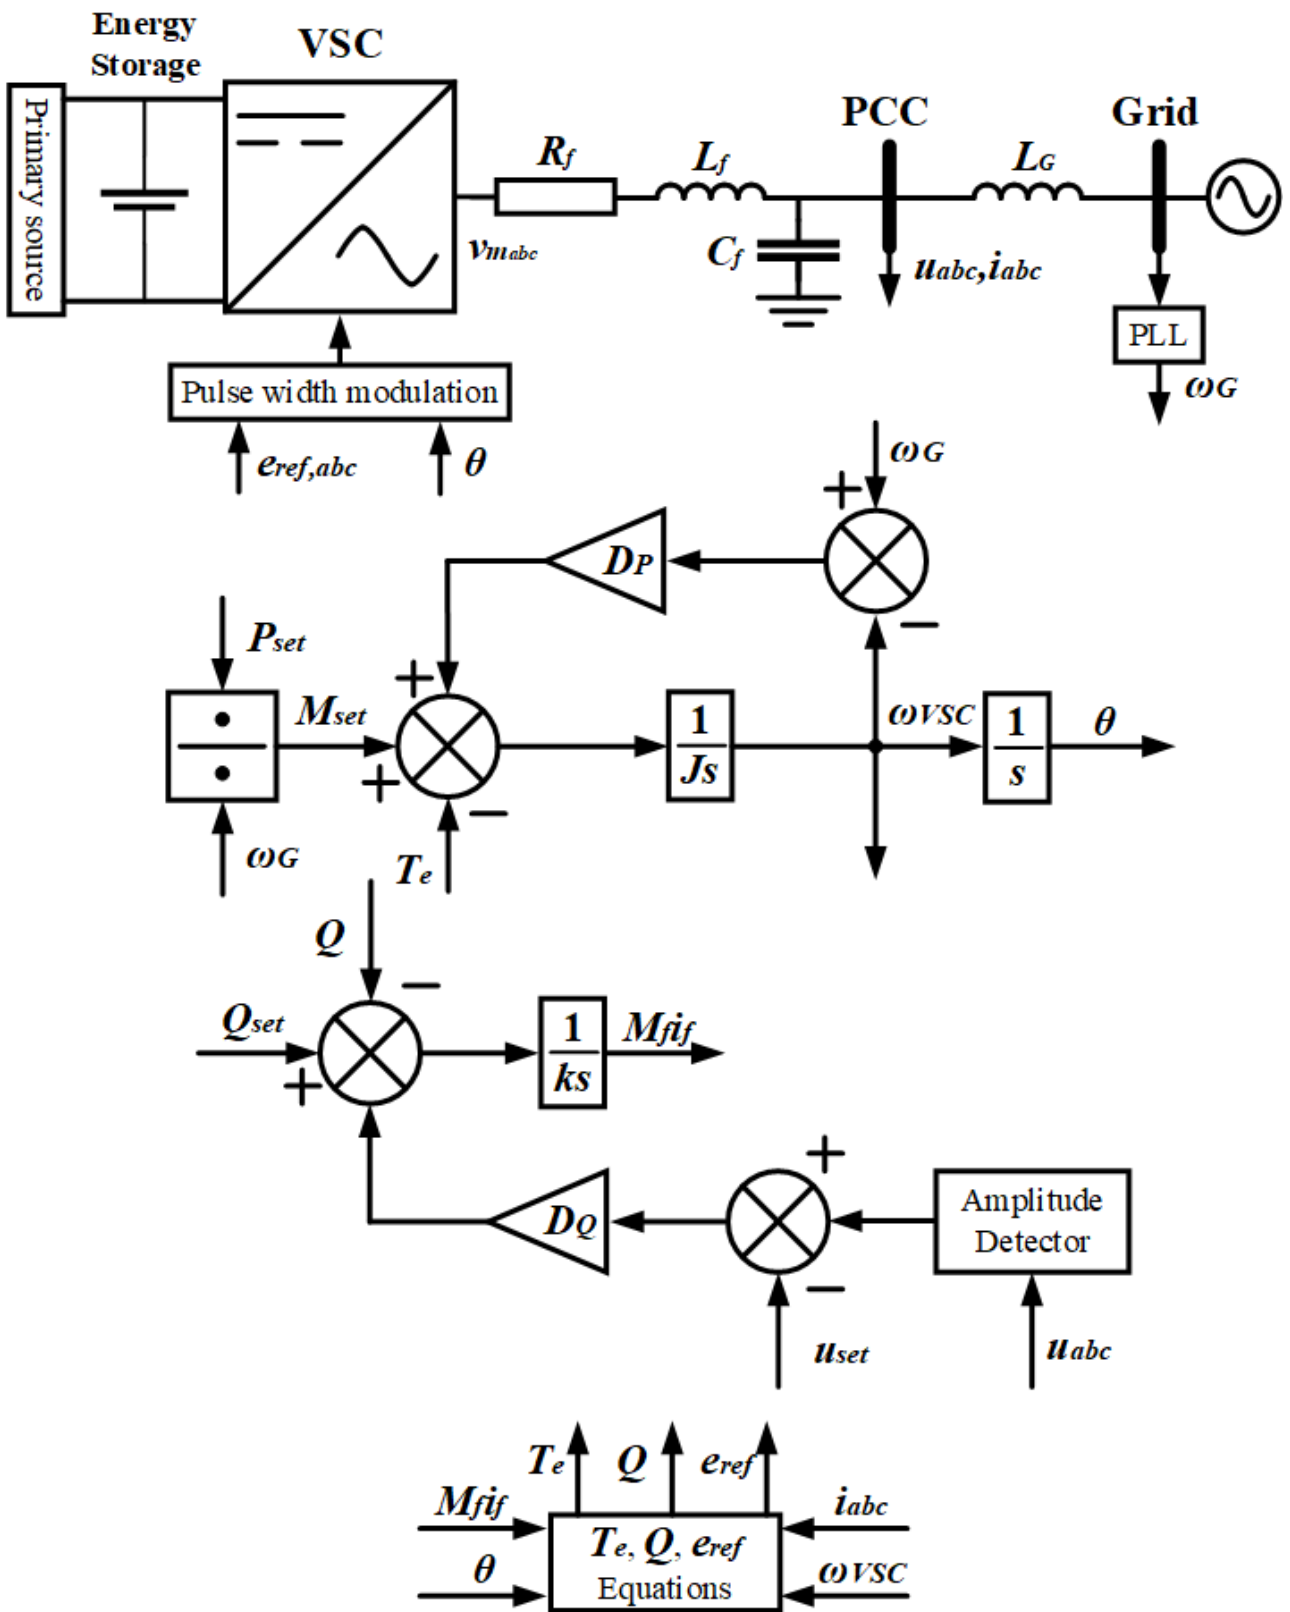 Energy
Storage
VSC
Primary source
PCC
Grid
Rf
Lf
LG
vmabc
Cf
uabc,iabc
PLL
ωG
Pulse width modulation
eref,abc
θ
ωG
+
DP
−
Pset
+
Mset
ωVSC
1
Js
1
s
θ
+
−
ωG
Te
Q
−
Qset
1
ks
Mfif
+
+
DQ
Amplitude
Detector
−
uset
uabc
Te
Q
eref
Mfif
iabc
Te, Q, eref
θ
Equations
ωVSC